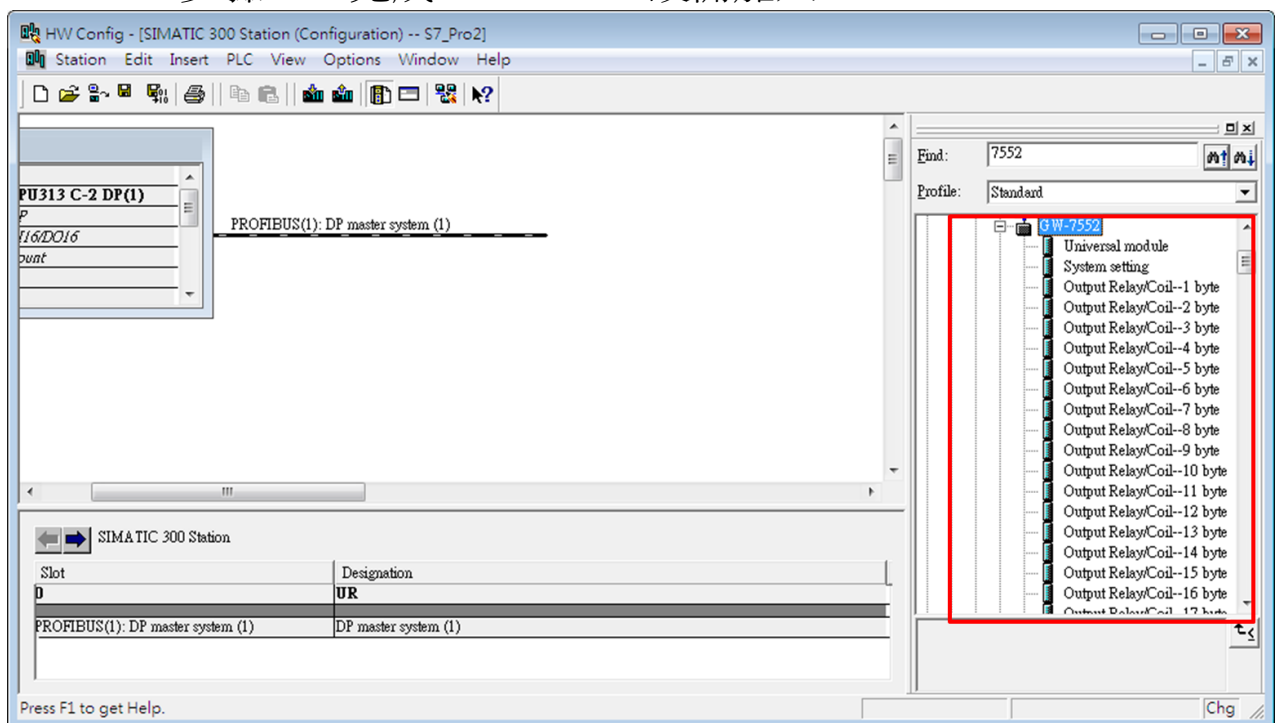 HW Config - [SIMATIC 300 Station (Configuration) -- S7_Pro2]
Station Edit Insert PLC View Options Window Help
Find: 7552
Profile: Standard
PU313 C-2 DP(1)
P
I16/DO16
ount
PROFIBUS(1): DP master system (1)
GW-7552
Universal module
System setting
Output Relay/Coil--1 byte
Output Relay/Coil--2 byte
Output Relay/Coil--3 byte
Output Relay/Coil--4 byte
Output Relay/Coil--5 byte
Output Relay/Coil--6 byte
Output Relay/Coil--7 byte
Output Relay/Coil--8 byte
Output Relay/Coil--9 byte
Output Relay/Coil--10 byte
Output Relay/Coil--11 byte
Output Relay/Coil--12 byte
Output Relay/Coil--13 byte
Output Relay/Coil--14 byte
Output Relay/Coil--15 byte
Output Relay/Coil--16 byte
Output Relay/Coil--17 byte
SIMATIC 300 Station
Slot Designation
0 UR
PROFIBUS(1): DP master system (1) DP master system (1)
Press F1 to get Help.
Chg